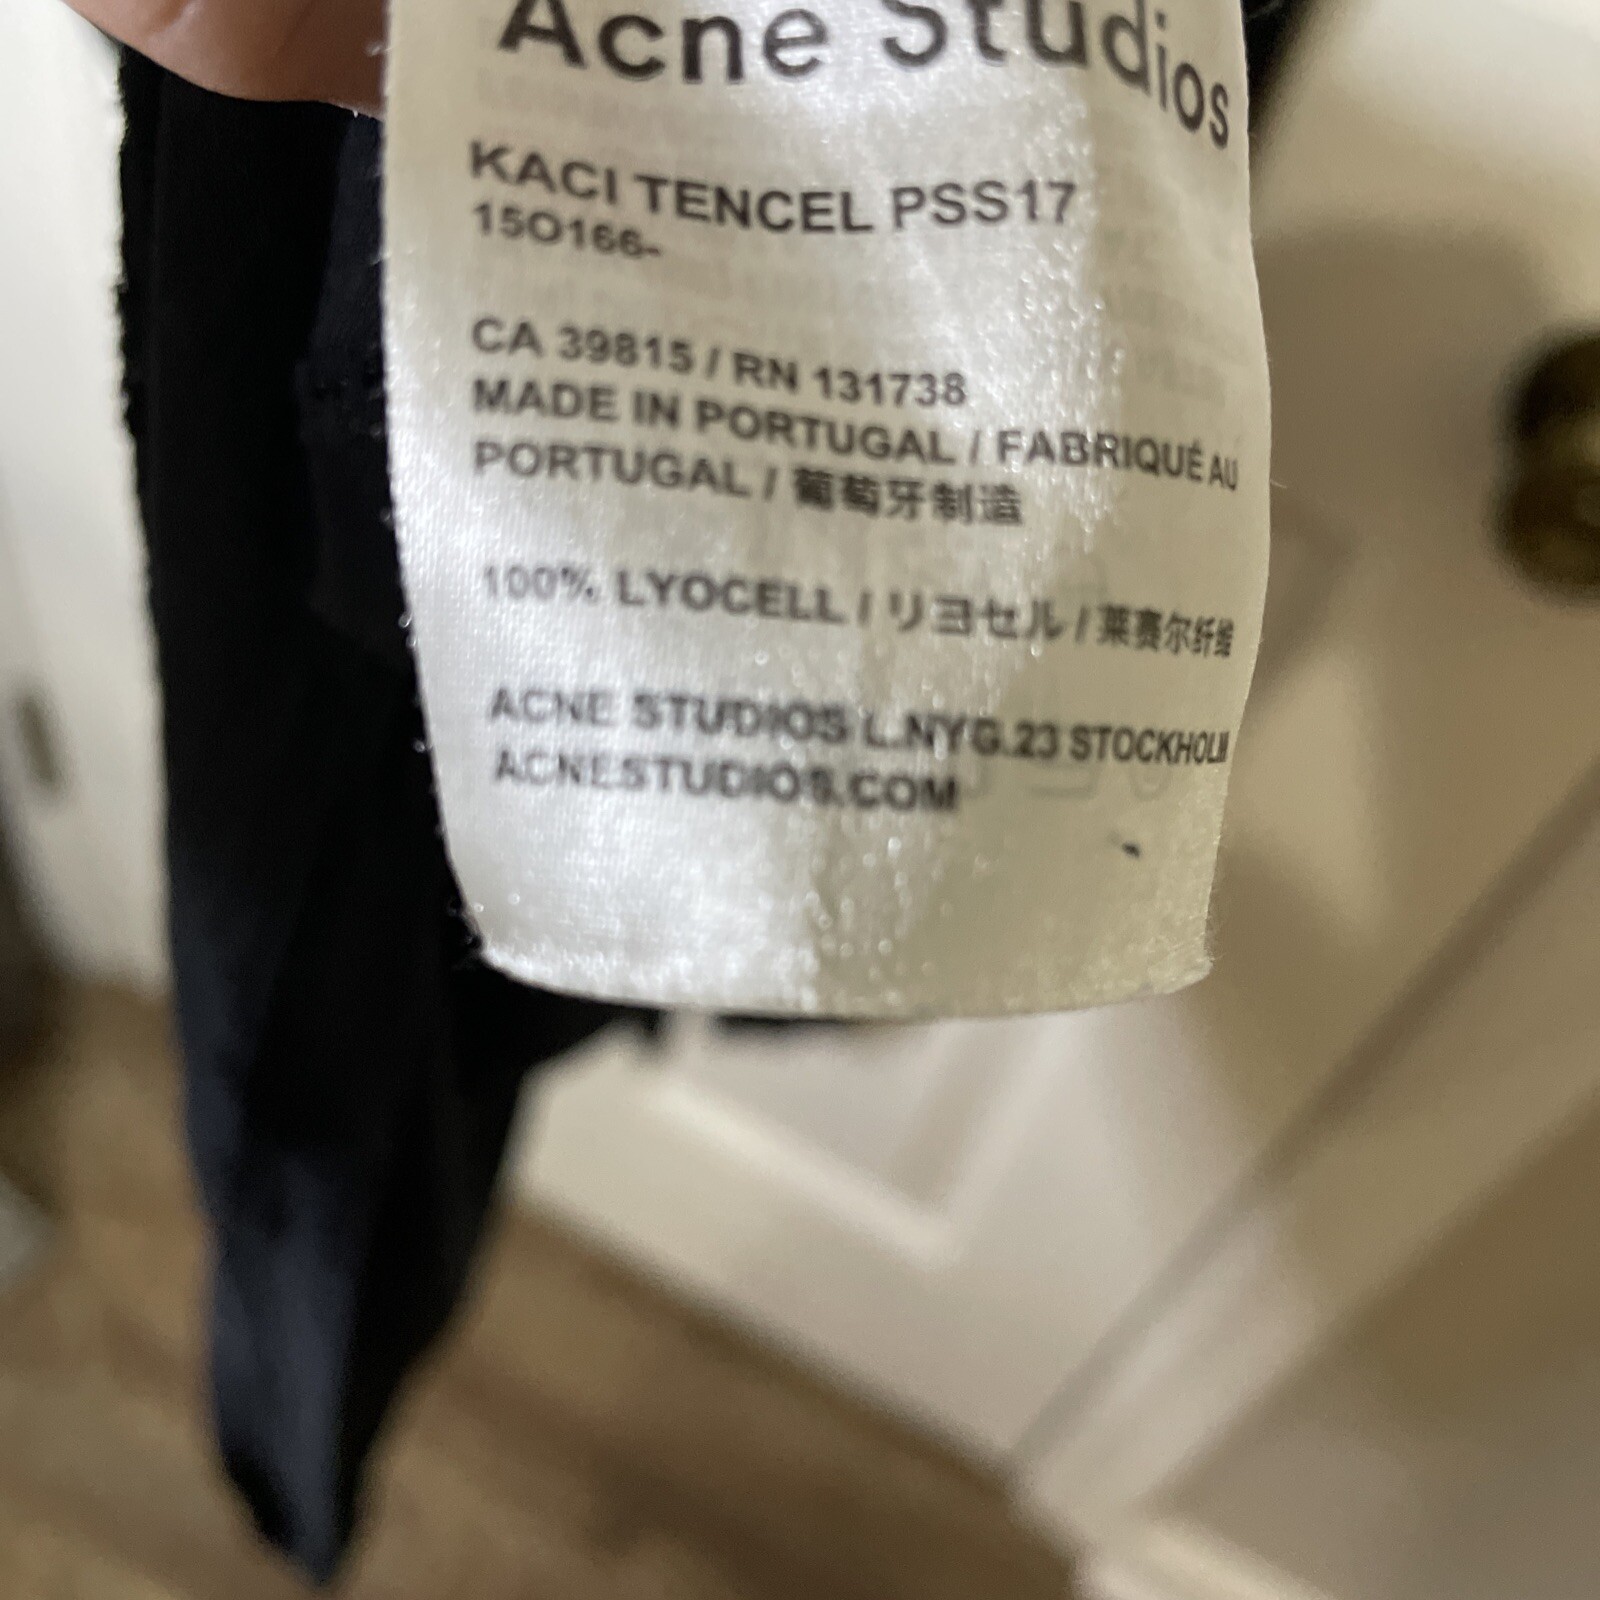 Acne Studios
KACI TENCEL PSS17
15O166-
CA 39815 / RN 131738
MADE IN PORTUGAL / FABRIQUÉ AU
PORTUGAL / 葡萄牙制造
100% LYOCELL / リヨセル / 莱赛尔纤维
ACNE STUDIOS L.NYG.23 STOCKHOLM
ACNESTUDIOS.COM